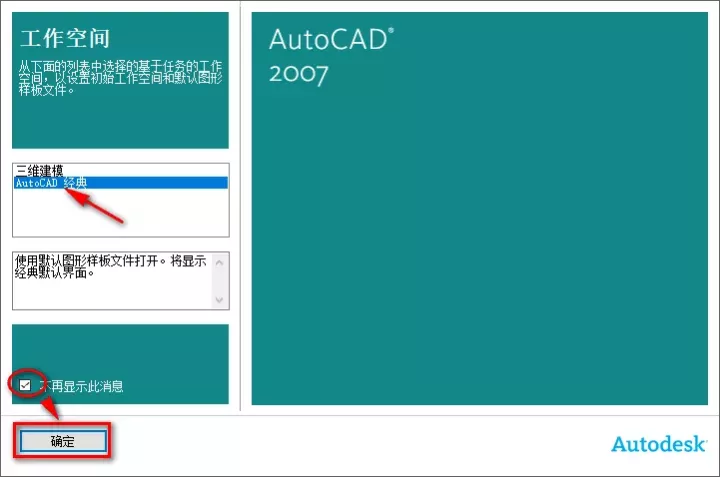 工作空间
从下面的列表中选择的基于任务的工作
空间,以设置初始工作空间和默认图形
样板文件。
AutoCAD®
2007
三维建模
AutoCAD 经典
使用默认图形样板文件打开。将显示
经典默认界面。
不再显示此消息
确定
Autodesk